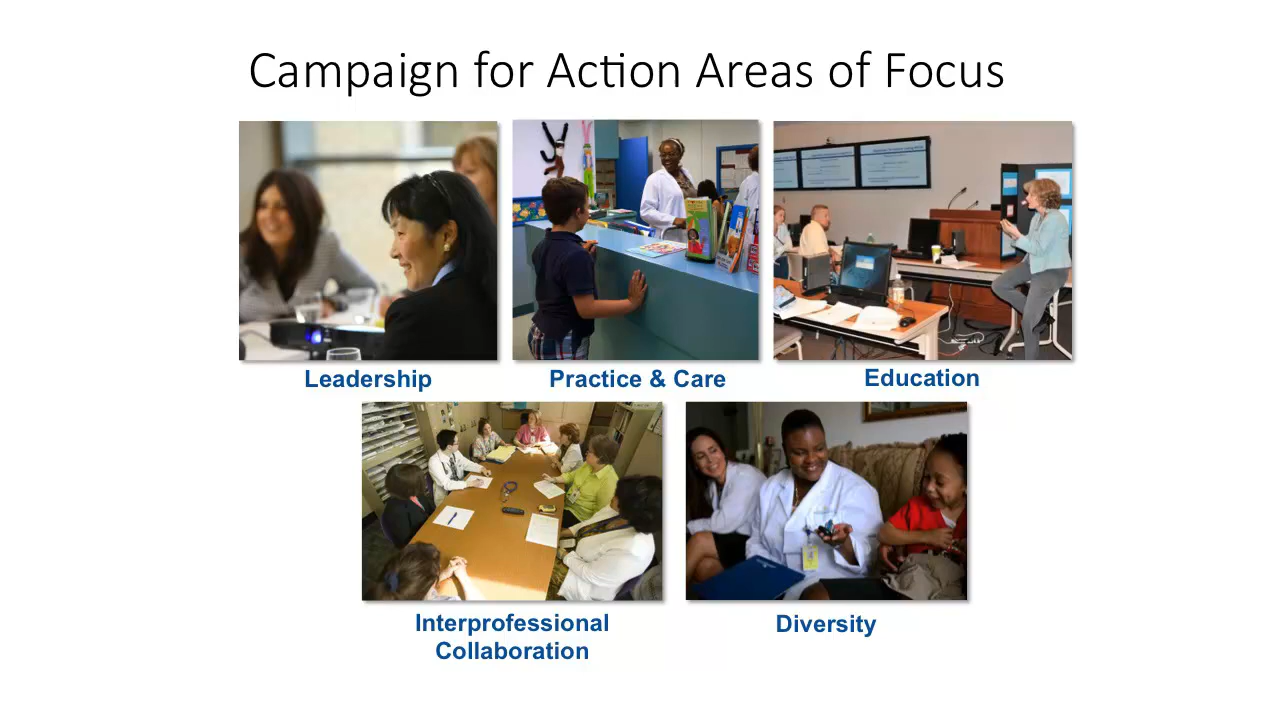 Campaign for Action Areas of Focus
Leadership
Practice & Care
Education
Interprofessional
Collaboration
Diversity